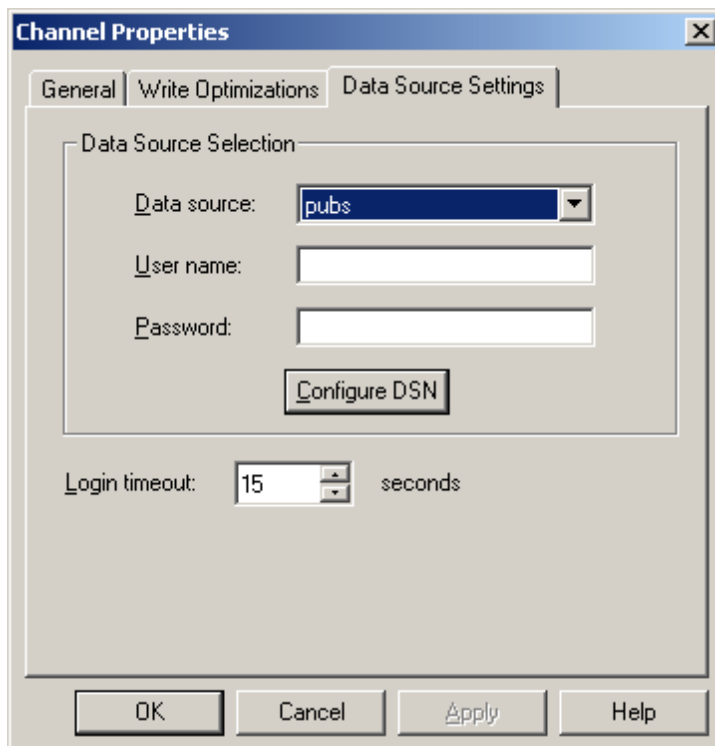 Channel Properties
General Write Optimizations Data Source Settings
Data Source Selection
Data source: pubs
User name:
Password:
Configure DSN
Login timeout: 15 seconds
OK Cancel Apply Help